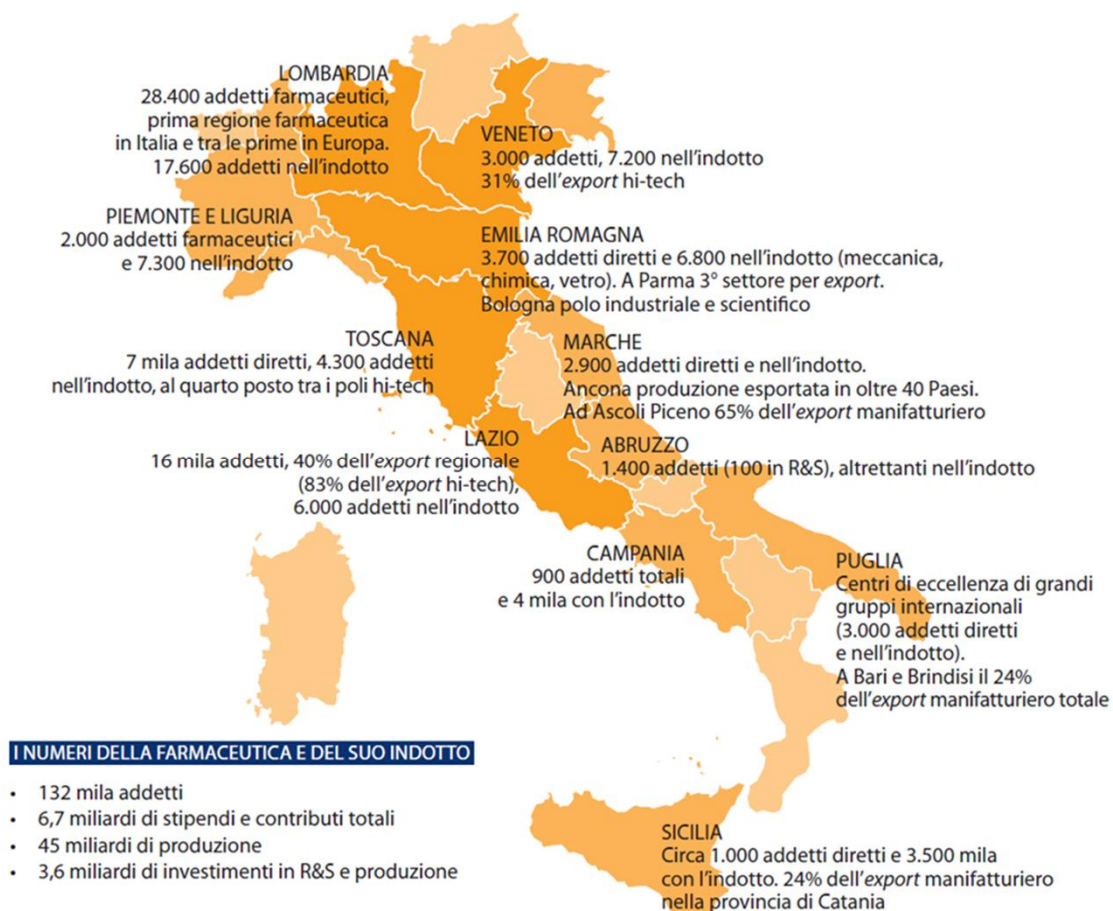 LOMBARDIA
28.400 addetti farmaceutici,
prima regione farmaceutica
in Italia e tra le prime in Europa.
17.600 addetti nell'indotto
VENETO
3.000 addetti, 7.200 nell'indotto
31% dell'export hi-tech
PIEMONTE E LIGURIA
2.000 addetti farmaceutici
e 7.300 nell'indotto
EMILIA ROMAGNA
3.700 addetti diretti e 6.800 nell'indotto (meccanica,
chimica, vetro). A Parma 3° settore per export.
Bologna polo industriale e scientifico
TOSCANA
7 mila addetti diretti, 4.300 addetti
nell'indotto, al quarto posto tra i poli hi-tech
MARCHE
2.900 addetti diretti e nell'indotto.
Ancona produzione esportata in oltre 40 Paesi.
Ad Ascoli Piceno 65% dell'export manifatturiero
LAZIO
16 mila addetti, 40% dell'export regionale
(83% dell'export hi-tech),
6.000 addetti nell'indotto
ABRUZZO
1.400 addetti (100 in R&S), altrettanti nell'indotto
CAMPANIA
900 addetti totali
e 4 mila con l'indotto
PUGLIA
Centri di eccellenza di grandi
gruppi internazionali
(3.000 addetti diretti
e nell'indotto).
A Bari e Brindisi il 24%
dell'export manifatturiero totale
I NUMERI DELLA FARMACEUTICA E DEL SUO INDOTTO
• 132 mila addetti
• 6,7 miliardi di stipendi e contributi totali
• 45 miliardi di produzione
• 3,6 miliardi di investimenti in R&S e produzione
SICILIA
Circa 1.000 addetti diretti e 3.500 mila
con l'indotto. 24% dell'export manifatturiero
nella provincia di Catania